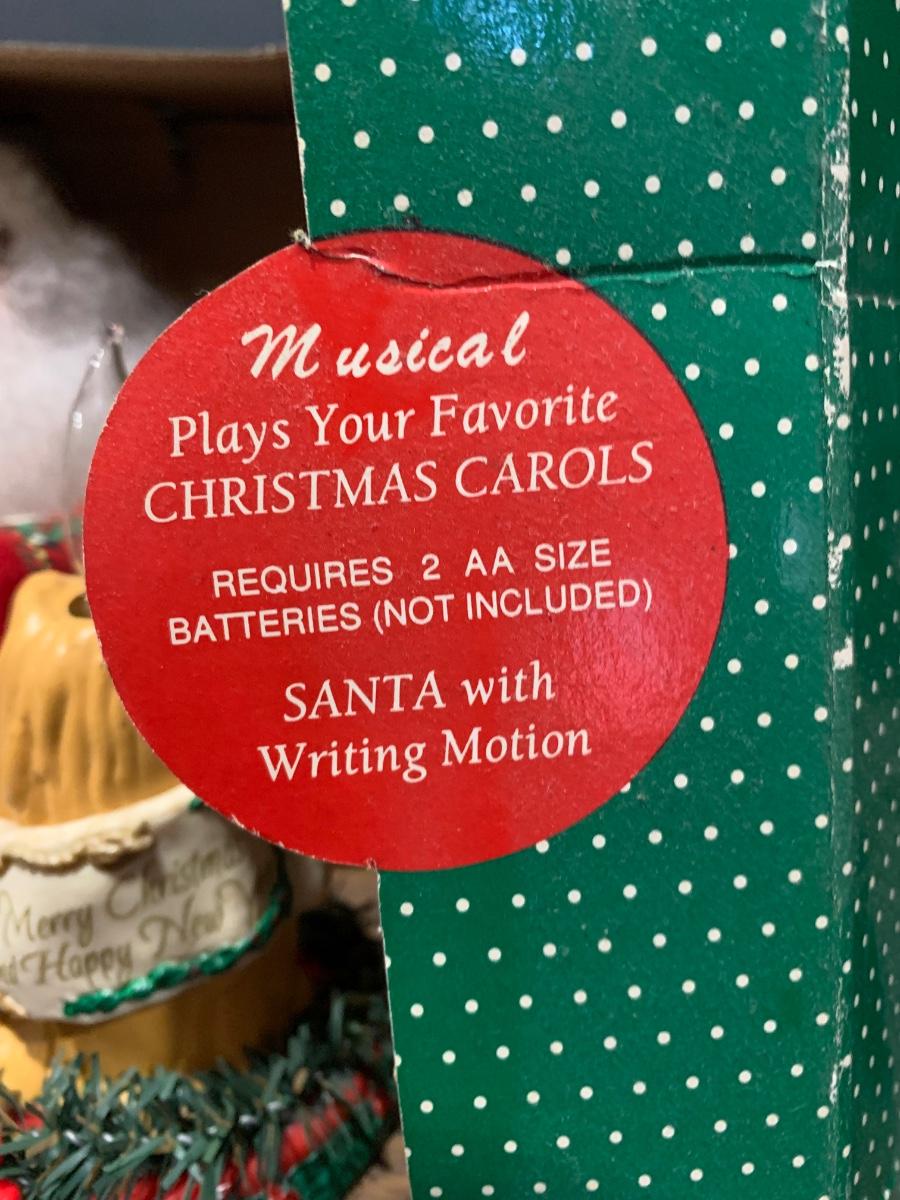 Musical
Plays Your Favorite
CHRISTMAS CAROLS
REQUIRES 2 AA SIZE
BATTERIES (NOT INCLUDED)
SANTA with
Writing Motion
Merry Christmas
Happy New